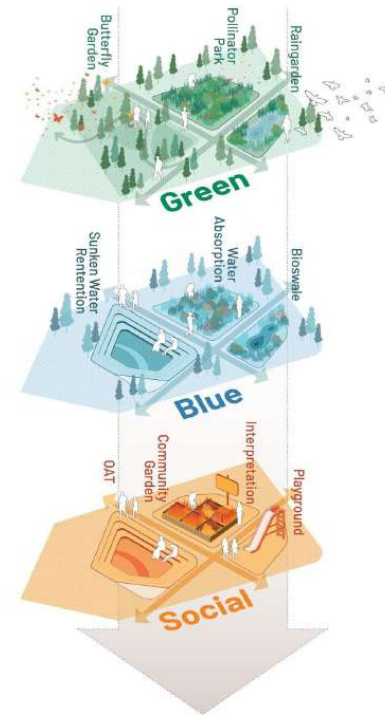 Butterfly
Garden
Pollinator
Park
Raingarden
Green
Sunken Water
Rentention
Water
Absorption
Bioswale
Blue
OAT
Community
Garden
Interpretation
Playground
Social